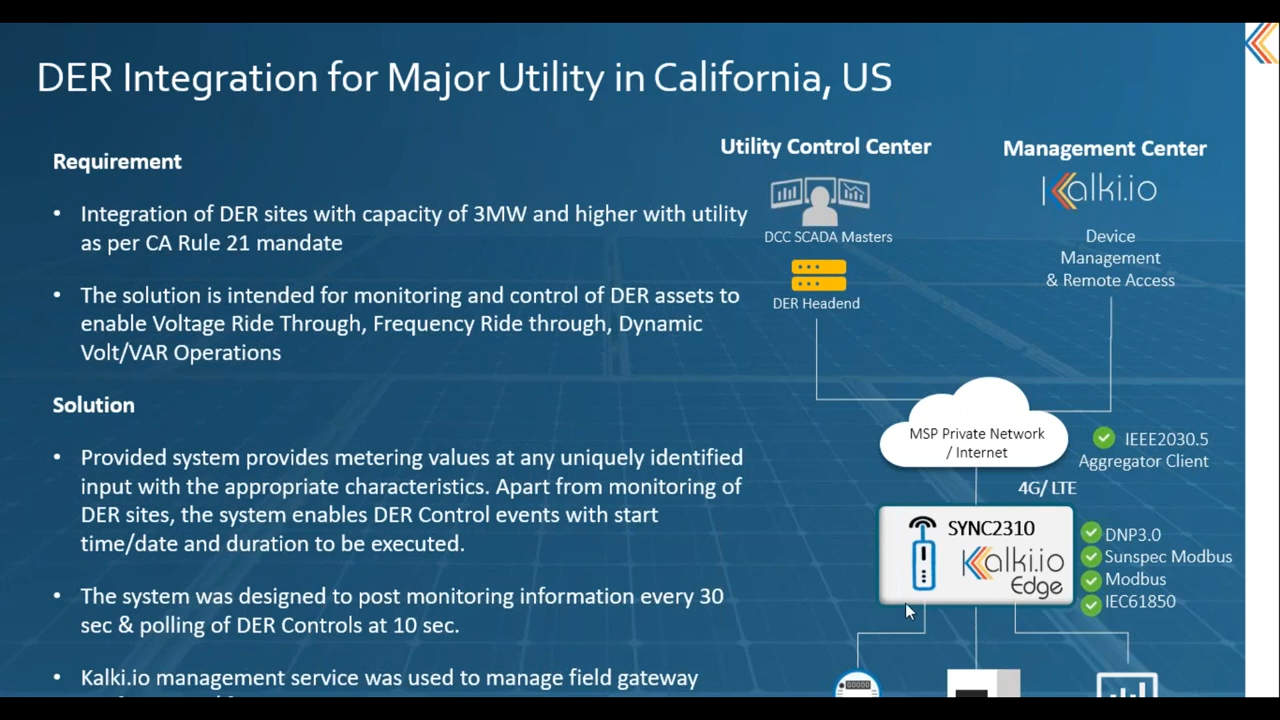 DER Integration for Major Utility in California, US
Requirement
• Integration of DER sites with capacity of 3MW and higher with utility
as per CA Rule 21 mandate
• The solution is intended for monitoring and control of DER assets to
enable Voltage Ride Through, Frequency Ride through, Dynamic
Volt/VAR Operations
Solution
• Provided system provides metering values at any uniquely identified
input with the appropriate characteristics. Apart from monitoring of
DER sites, the system enables DER Control events with start
time/date and duration to be executed.
• The system was designed to post monitoring information every 30
sec & polling of DER Controls at 10 sec.
• Kalki.io management service was used to manage field gateway
Utility Control Center
DCC SCADA Masters
DER Headend
Management Center
Kalki.io
Device
Management
& Remote Access
MSP Private Network
/ Internet
IEEE2030.5
Aggregator Client
4G/ LTE
SYNC2310
Kalki.io
Edge
DNP3.0
Sunspec Modbus
Modbus
IEC61850